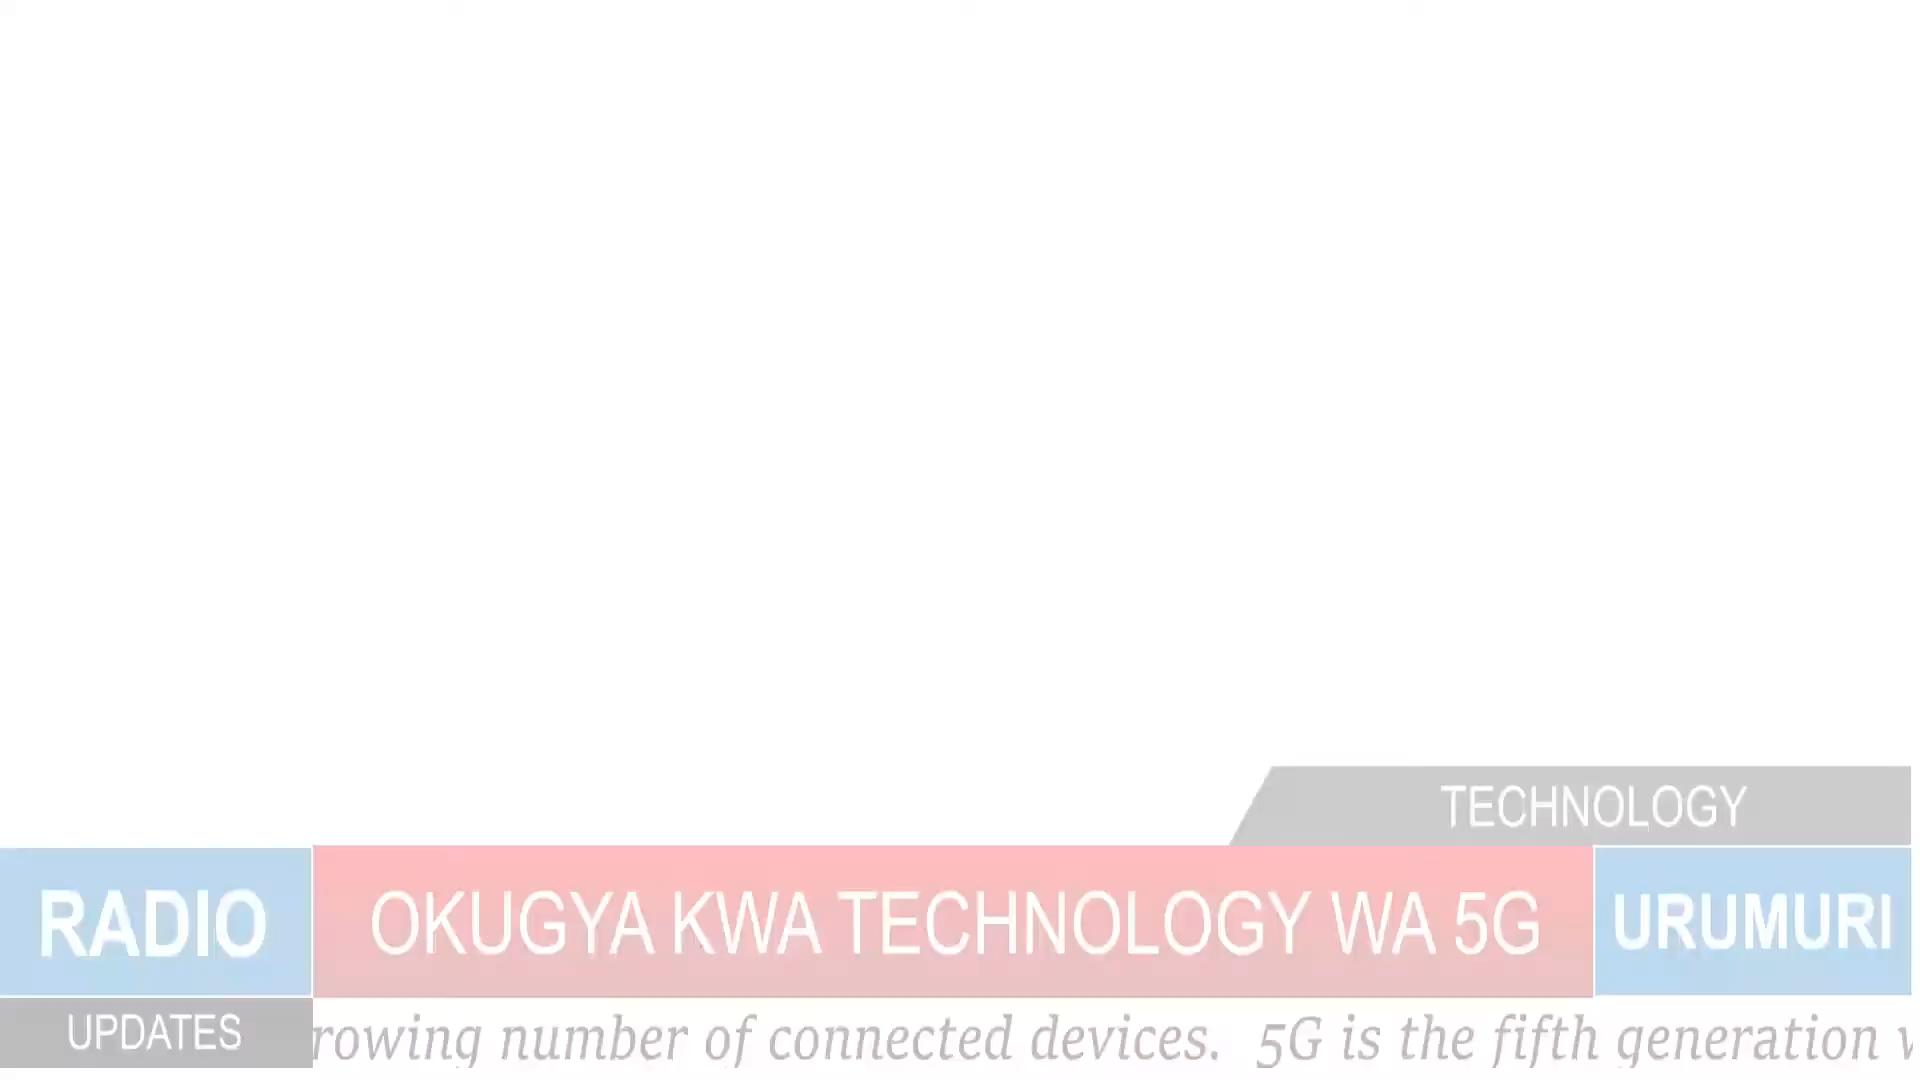 TECHNOLOGY
RADIO
OKUGYA KWA TECHNOLOGY WA 5G
URUMURI
UPDATES
rowing number of connected devices. 5G is the fifth generation